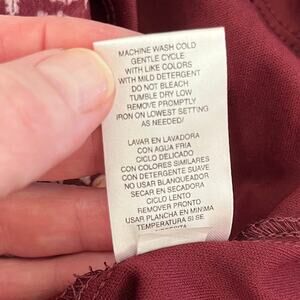 MACHINE WASH COLD
GENTLE CYCLE
WITH LIKE COLORS
WITH MILD DETERGENT
DO NOT BLEACH
TUMBLE DRY LOW
REMOVE PROMPTLY
IRON ON LOWEST SETTING
AS NEEDED/
LAVAR EN LAVADORA
CON AGUA FRIA
CICLO DELICADO
CON COLORES SIMILARES
CON DETERGENTE SUAVE
NO USAR BLANQUEADOR
SECAR EN SECADORA
CICLO LENTO
REMOVER PRONTO
USAR PLANCHA EN MINIMA
TEMPERATURA SI SE